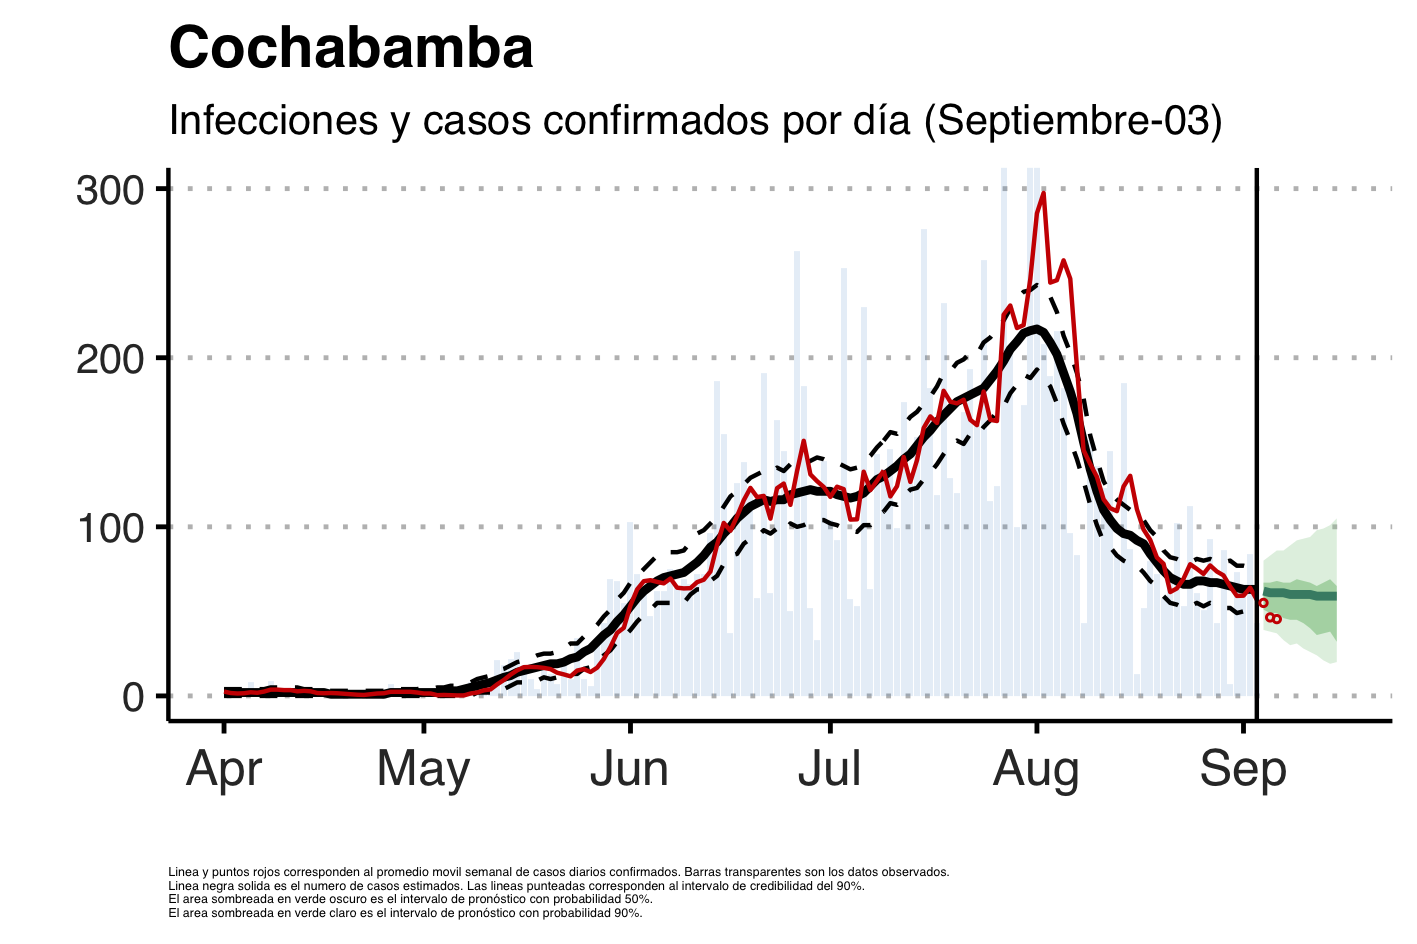 Cochabamba
Infecciones y casos confirmados por día (Septiembre-03)
300
200
100
0
Apr May Jun Jul Aug Sep
Linea y puntos rojos corresponden al promedio movil semanal de casos diarios confirmados. Barras transparentes son los datos observados.
Linea negra solida es el numero de casos estimados. Las lineas punteadas corresponden al intervalo de credibilidad del 90%.
El area sombreada en verde oscuro es el intervalo de pronóstico con probabilidad 50%.
El area sombreada en verde claro es el intervalo de pronóstico con probabilidad 90%.